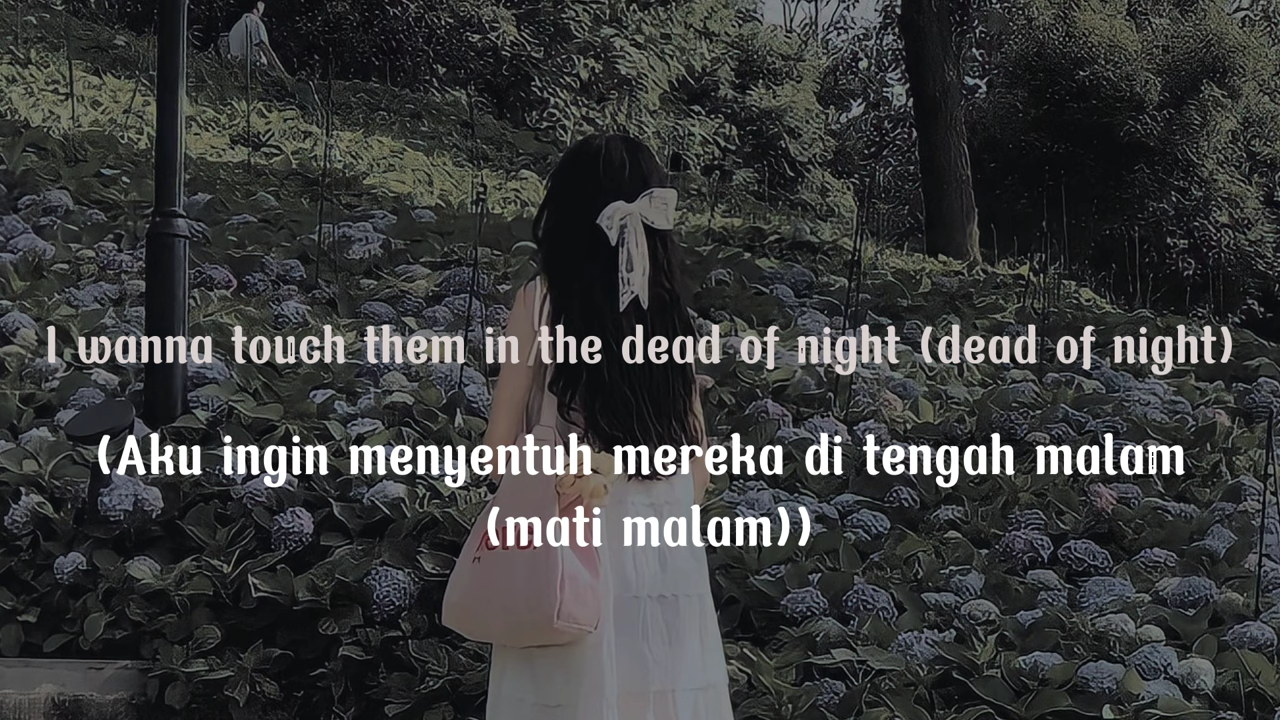 I wanna touch them in the dead of night (dead of night)
(Aku ingin menyentuh mereka di tengah malam
(mati malam))